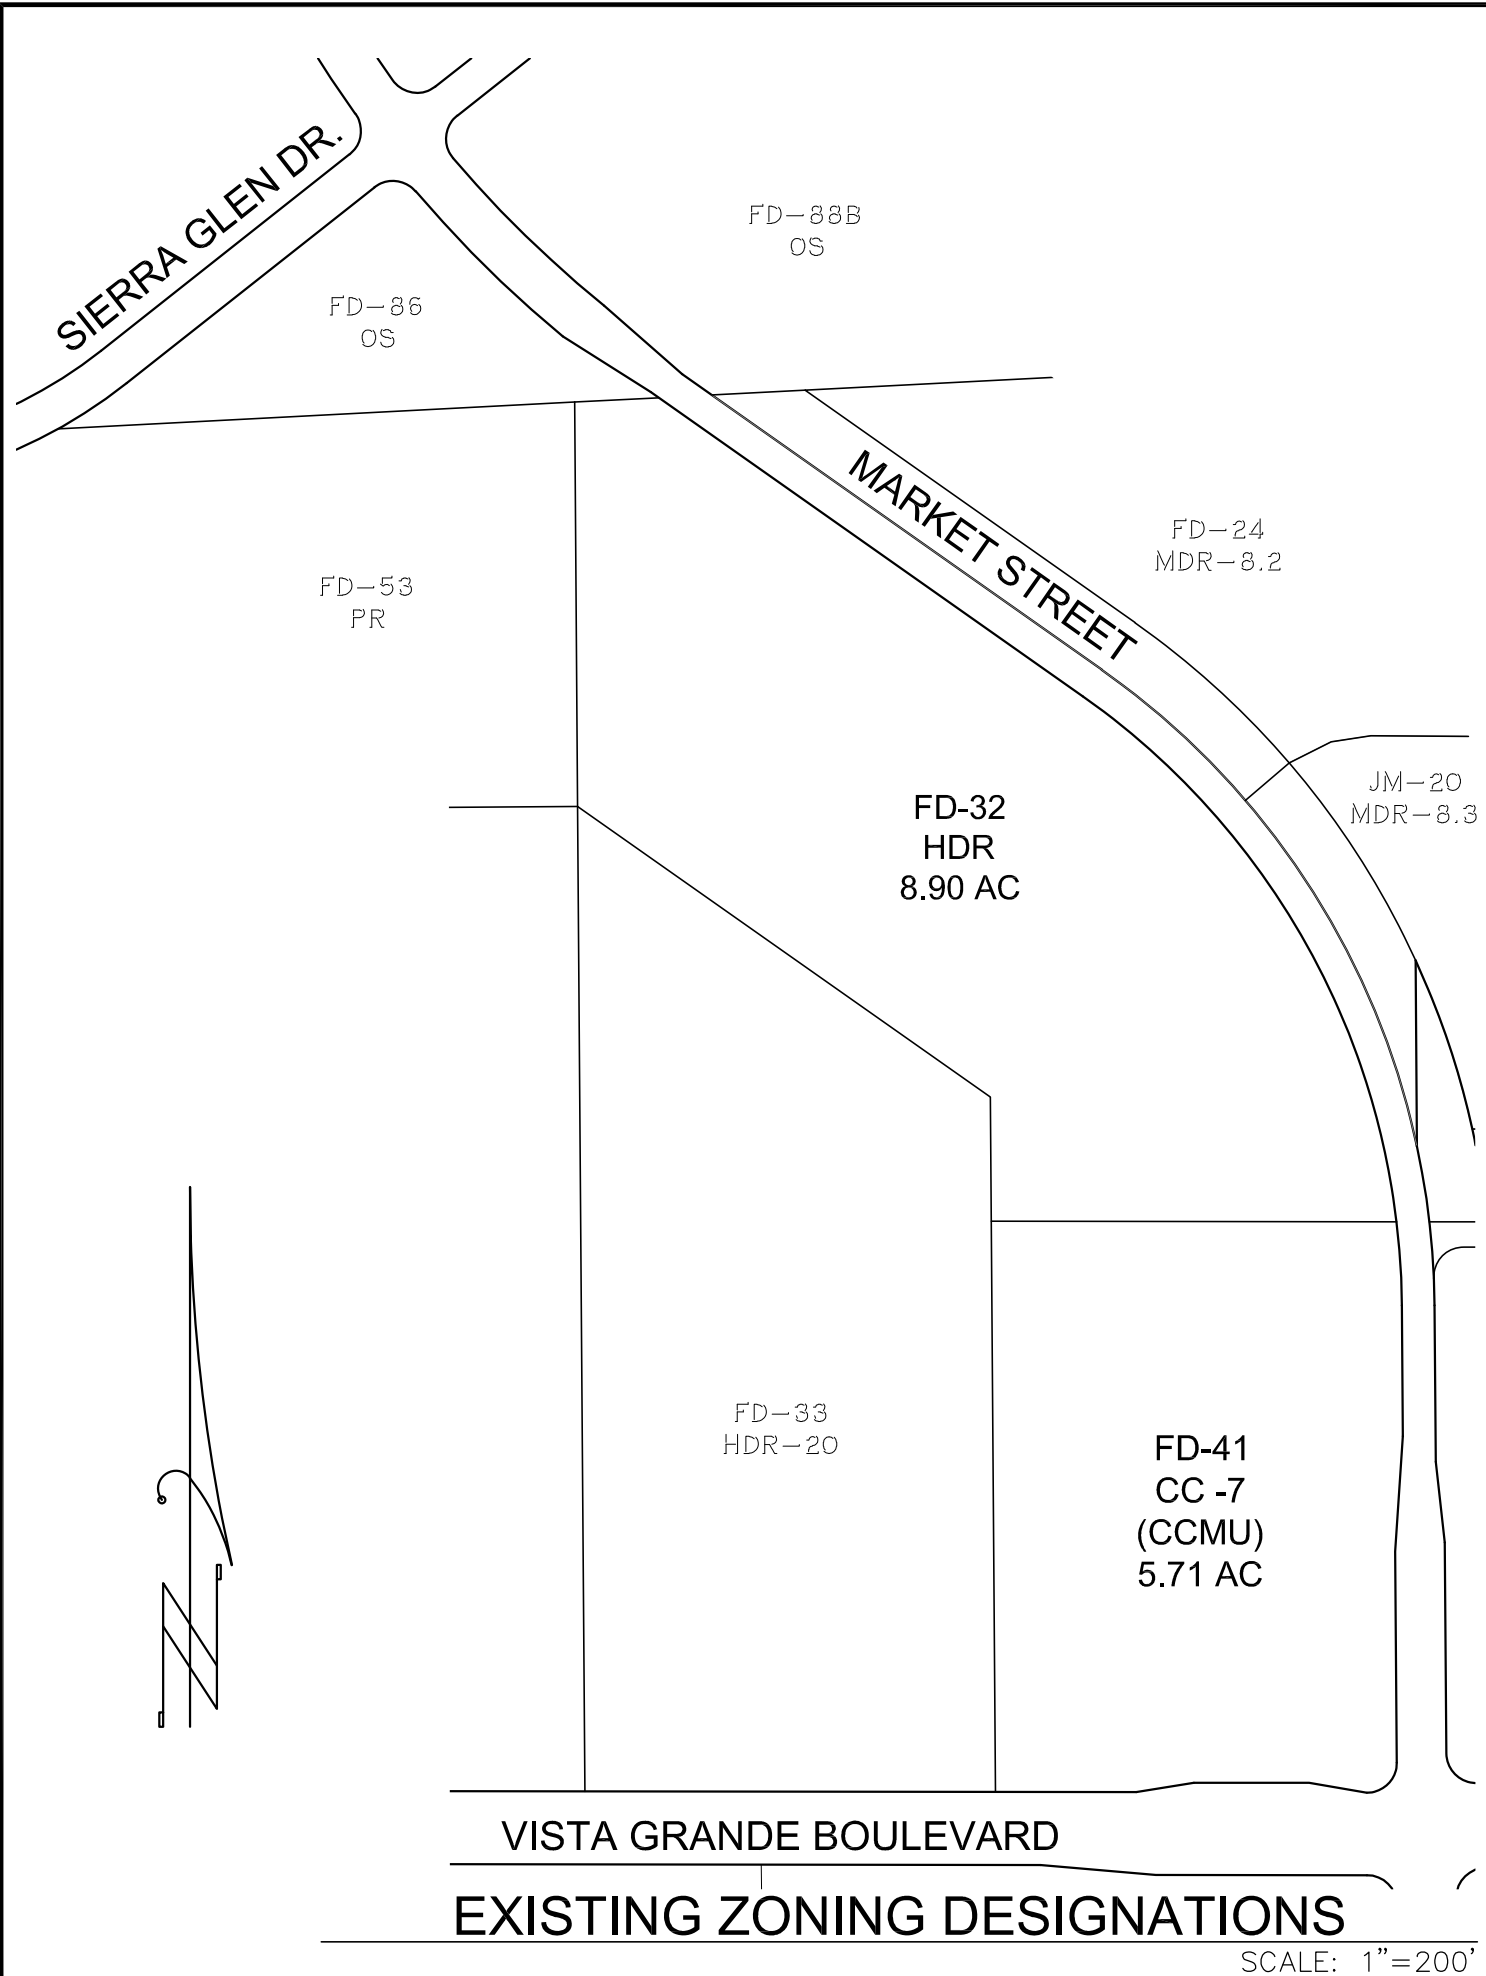 SIERRA GLEN DR.
FD-88B
OS
FD-86
OS
MARKET STREET
FD-24
MDR-8.2
FD-53
PR
JM-20
MDR-8.3
FD-32
HDR
8.90 AC
FD-33
HDR-20
FD-41
CC -7
(CCMU)
5.71 AC
N
VISTA GRANDE BOULEVARD
EXISTING ZONING DESIGNATIONS
SCALE: 1"=200'